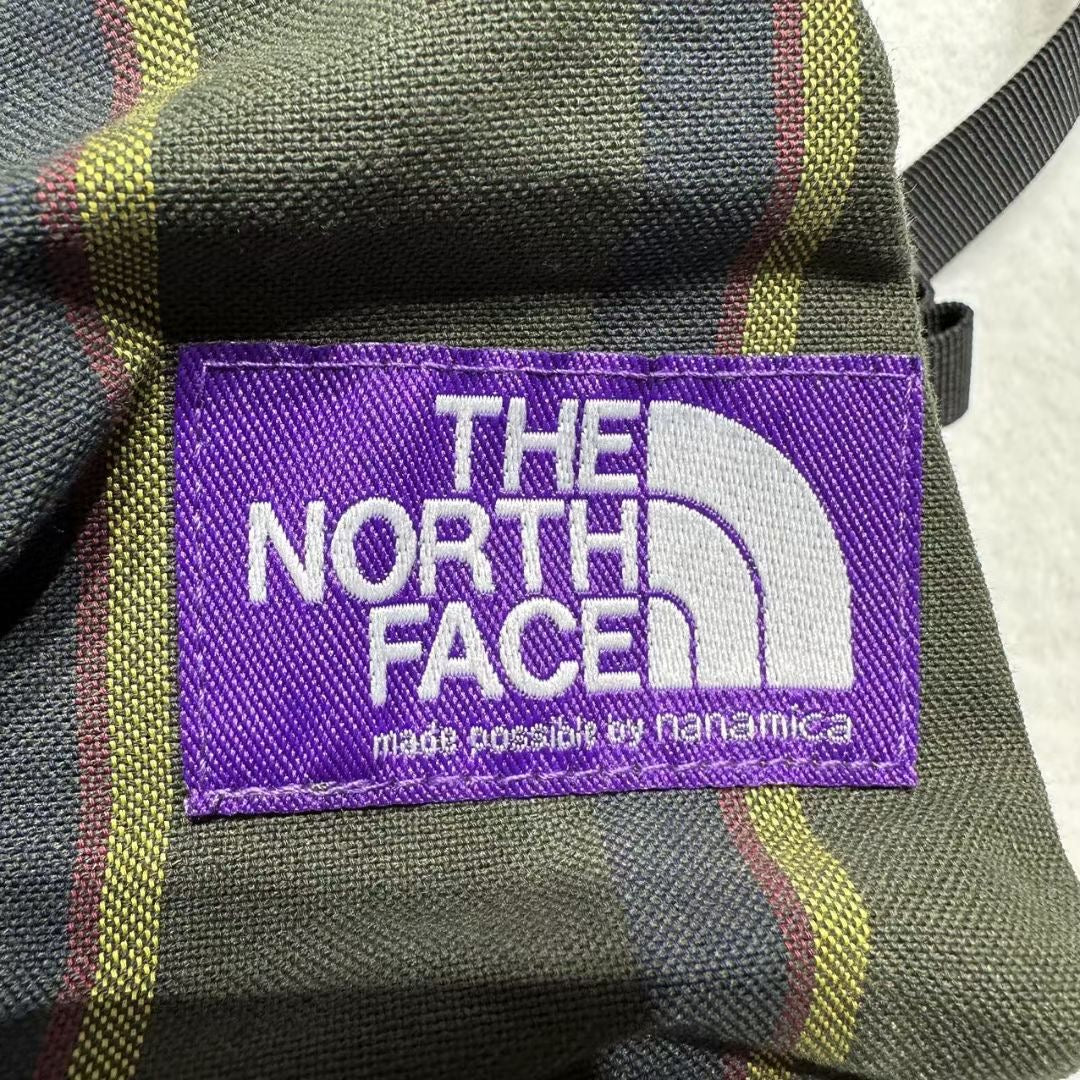 THE
NORTH
FACE
made possible by nanamica